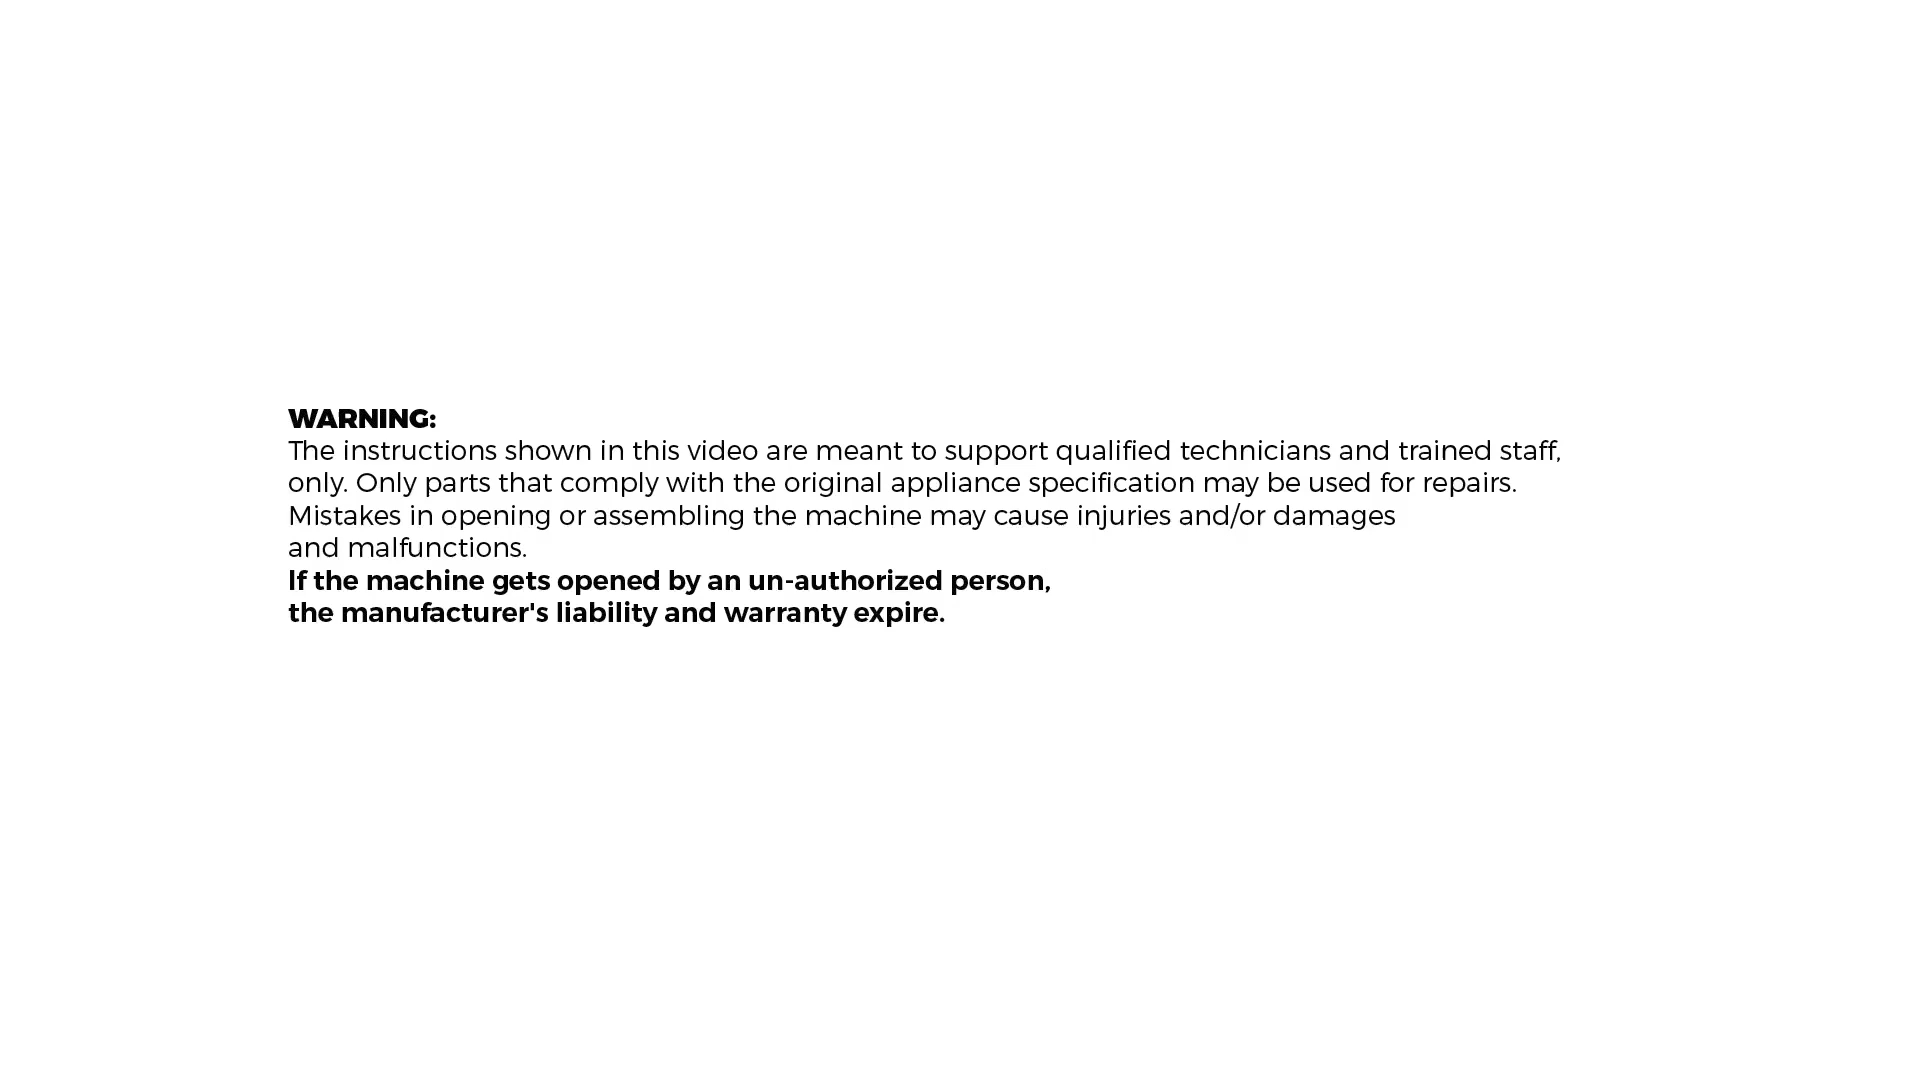 WARNING:
The instructions shown in this video are meant to support qualified technicians and trained staff,
only. Only parts that comply with the original appliance specification may be used for repairs.
Mistakes in opening or assembling the machine may cause injuries and/or damages
and malfunctions.
If the machine gets opened by an un-authorized person,
the manufacturer's liability and warranty expire.